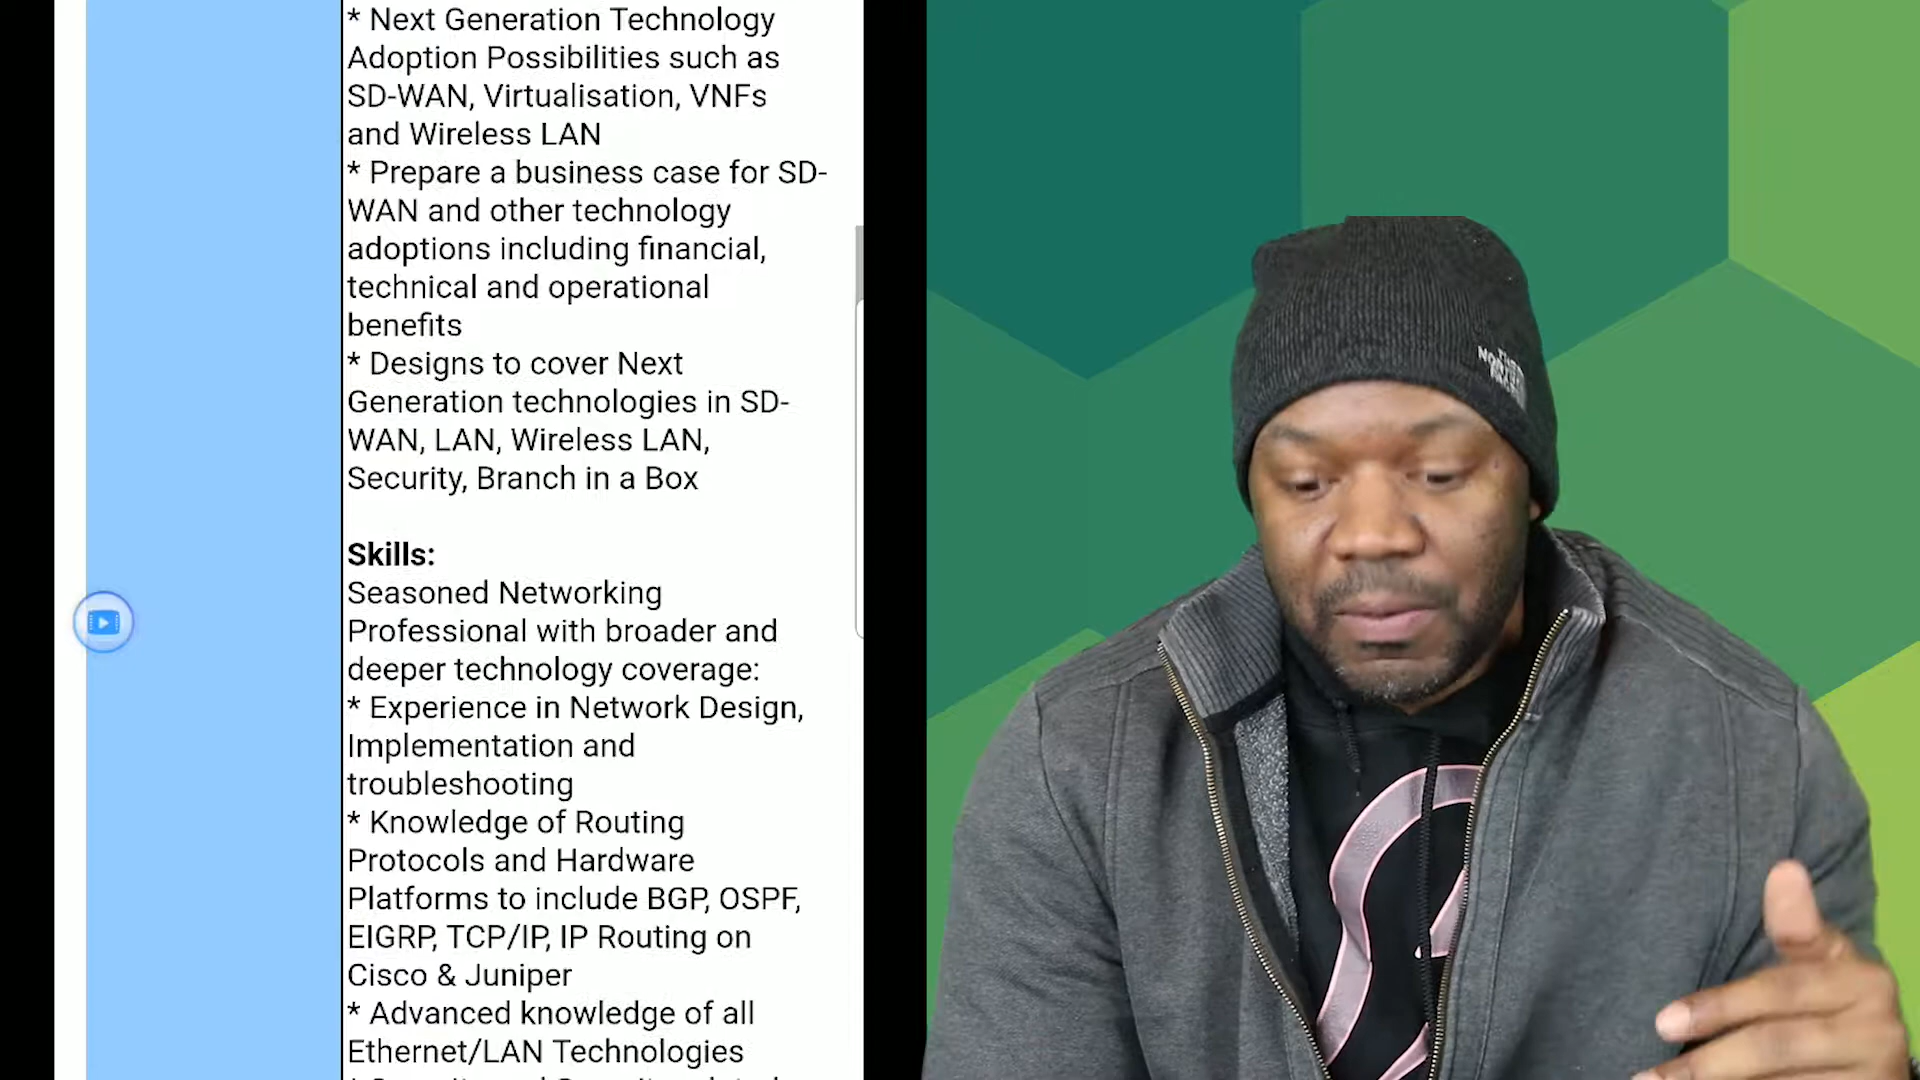 * Next Generation Technology
Adoption Possibilities such as
SD-WAN, Virtualisation, VNFs
and Wireless LAN
* Prepare a business case for SD-
WAN and other technology
adoptions including financial,
technical and operational
benefits
* Designs to cover Next
Generation technologies in SD-
WAN, LAN, Wireless LAN,
Security, Branch in a Box
Skills:
Seasoned Networking
Professional with broader and
deeper technology coverage:
* Experience in Network Design,
Implementation and
troubleshooting
* Knowledge of Routing
Protocols and Hardware
Platforms to include BGP, OSPF,
EIGRP, TCP/IP, IP Routing on
Cisco & Juniper
* Advanced knowledge of all
Ethernet/LAN Technologies
THE
NORTH
FACE